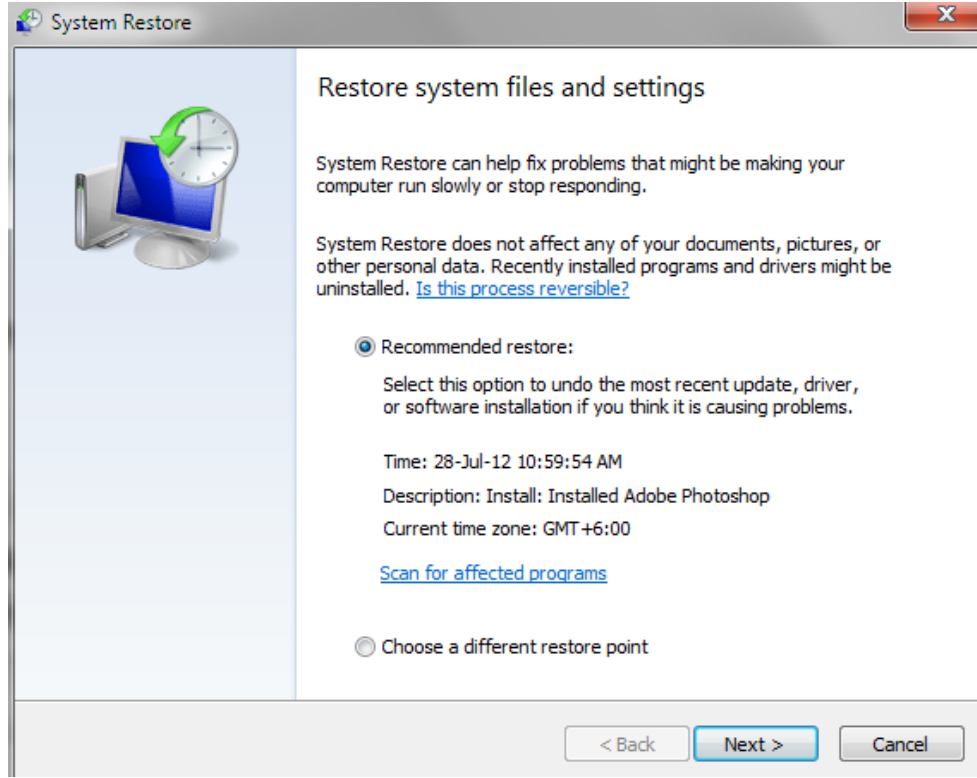 System Restore
Restore system files and settings
System Restore can help fix problems that might be making your
computer run slowly or stop responding.
System Restore does not affect any of your documents, pictures, or
other personal data. Recently installed programs and drivers might be
uninstalled. Is this process reversible?
Recommended restore:
Select this option to undo the most recent update, driver,
or software installation if you think it is causing problems.
Time: 28-Jul-12 10:59:54 AM
Description: Install: Installed Adobe Photoshop
Current time zone: GMT+6:00
Scan for affected programs
Choose a different restore point
< Back Next > Cancel